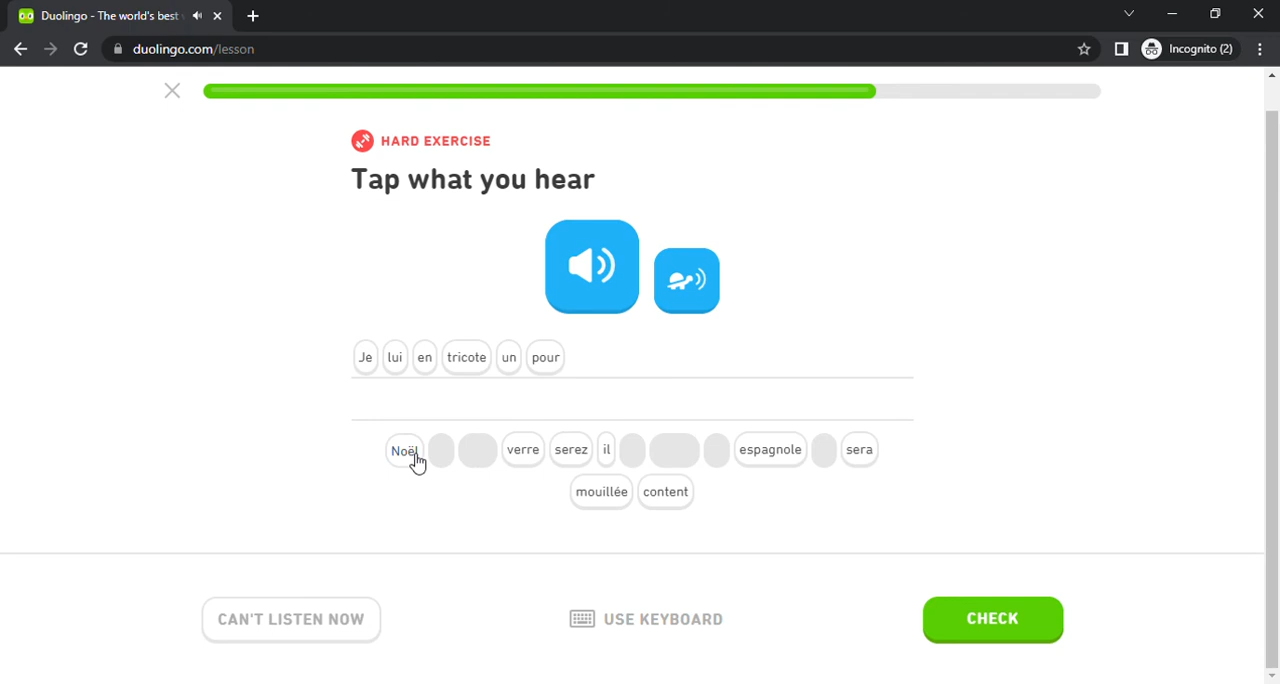 Duolingo - The world's best
duolingo.com/lesson
Incognito (2)
HARD EXERCISE
Tap what you hear
Je lui en tricote un pour
Noël verre serez il espagnole sera
mouillée content
CAN'T LISTEN NOW
USE KEYBOARD
CHECK